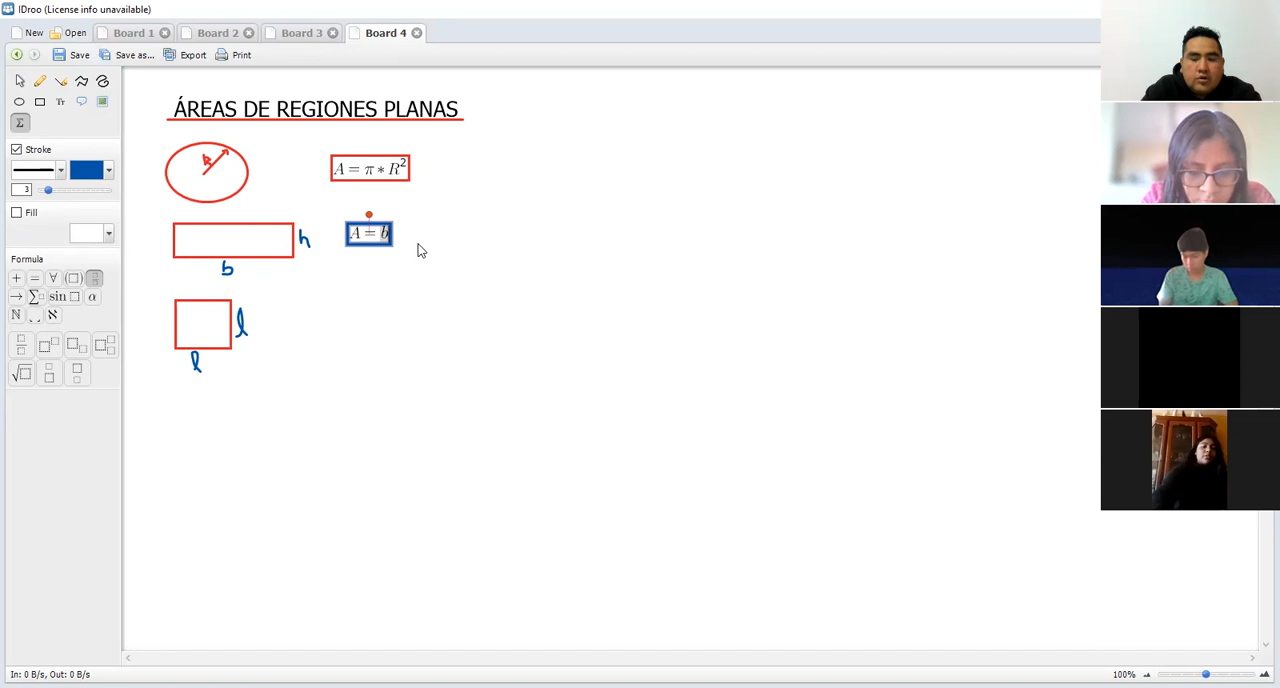 IDroo (License info unavailable)
New Open Board 1 Board 2 Board 3 Board 4
Save Save as... Export Print
Tr
Σ
Stroke
3
Fill
Formula
+ = ∀ (□)
→ Σ sin □ α
ℕ ℵ
√□
ÁREAS DE REGIONES PLANAS
R
A = π ∗ R²
h
A = b
b
l
l
In: 0 B/s, Out: 0 B/s
100%